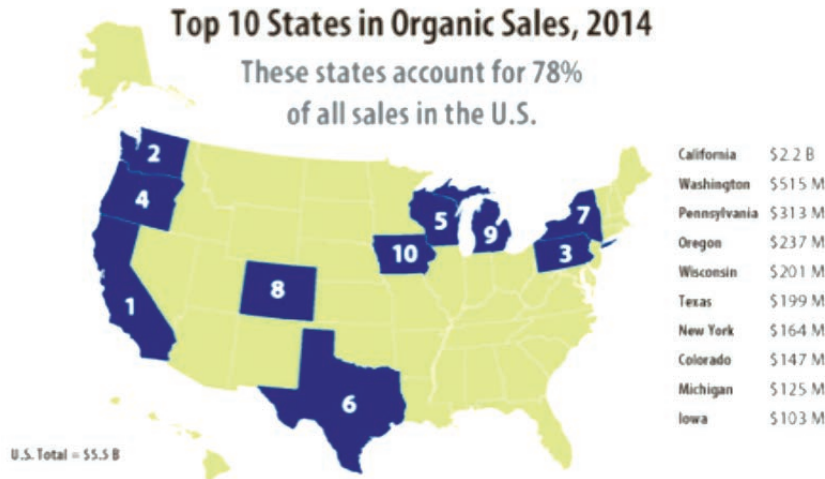 Top 10 States in Organic Sales, 2014
These states account for 78%
of all sales in the U.S.
California $2.2 B
Washington $515 M
Pennsylvania $313 M
Oregon $237 M
Wisconsin $201 M
Texas $199 M
New York $164 M
Colorado $147 M
Michigan $125 M
Iowa $103 M
2
4
5
7
9
3
10
8
1
6
U.S. Total = $5.5 B